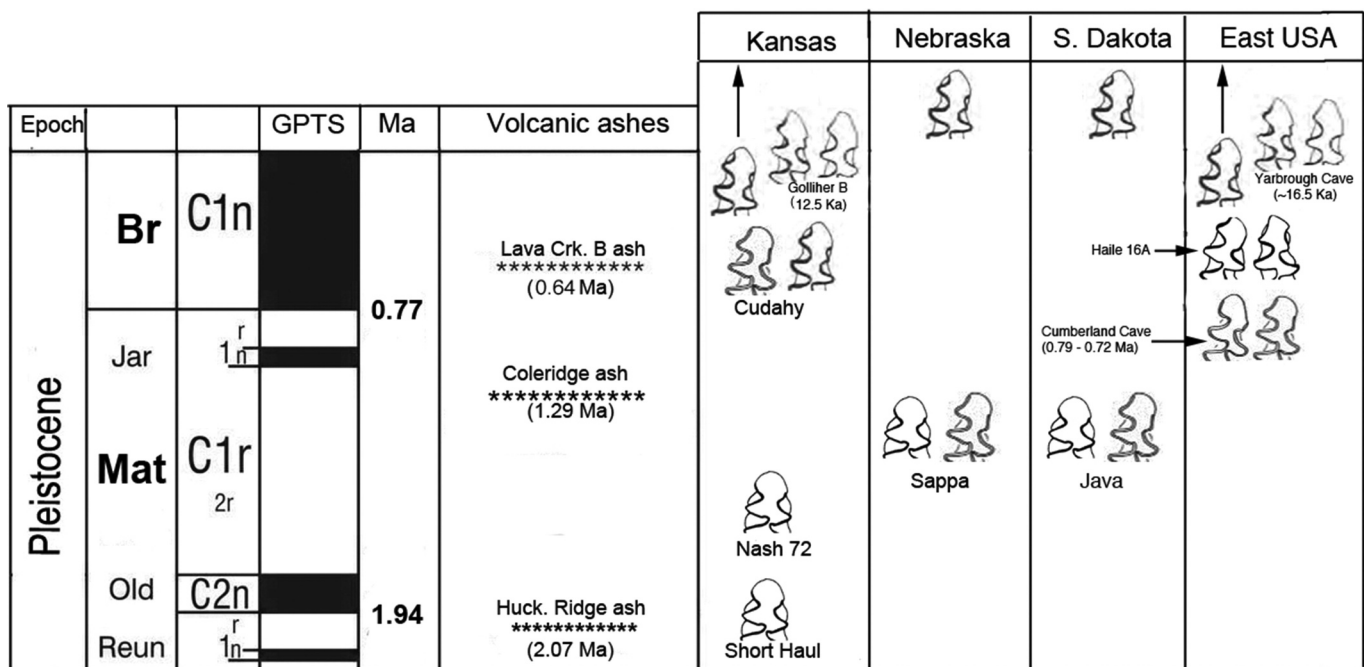 Kansas
Nebraska
S. Dakota
East USA
Epoch
GPTS
Ma
Volcanic ashes
Pleistocene
Br
C1n
0.77
Lava Crk. B ash
************
(0.64 Ma)
Jar
r
1n
Coleridge ash
************
(1.29 Ma)
Mat
C1r
2r
Old
C2n
1.94
Huck. Ridge ash
************
(2.07 Ma)
Reun
r
1n
Golliher B
(12.5 Ka)
Cudahy
Nash 72
Short Haul
Sappa
Java
Yarbrough Cave
(~16.5 Ka)
Haile 16A
Cumberland Cave
(0.79 - 0.72 Ma)